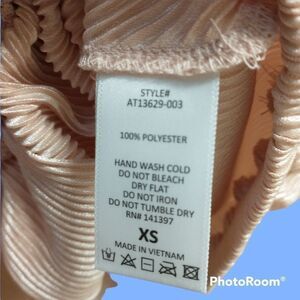 STYLE#
AT13629-003
100% POLYESTER
HAND WASH COLD
DO NOT BLEACH
DRY FLAT
DO NOT IRON
DO NOT TUMBLE DRY
RN# 141397
XS
MADE IN VIETNAM
PhotoRoom®